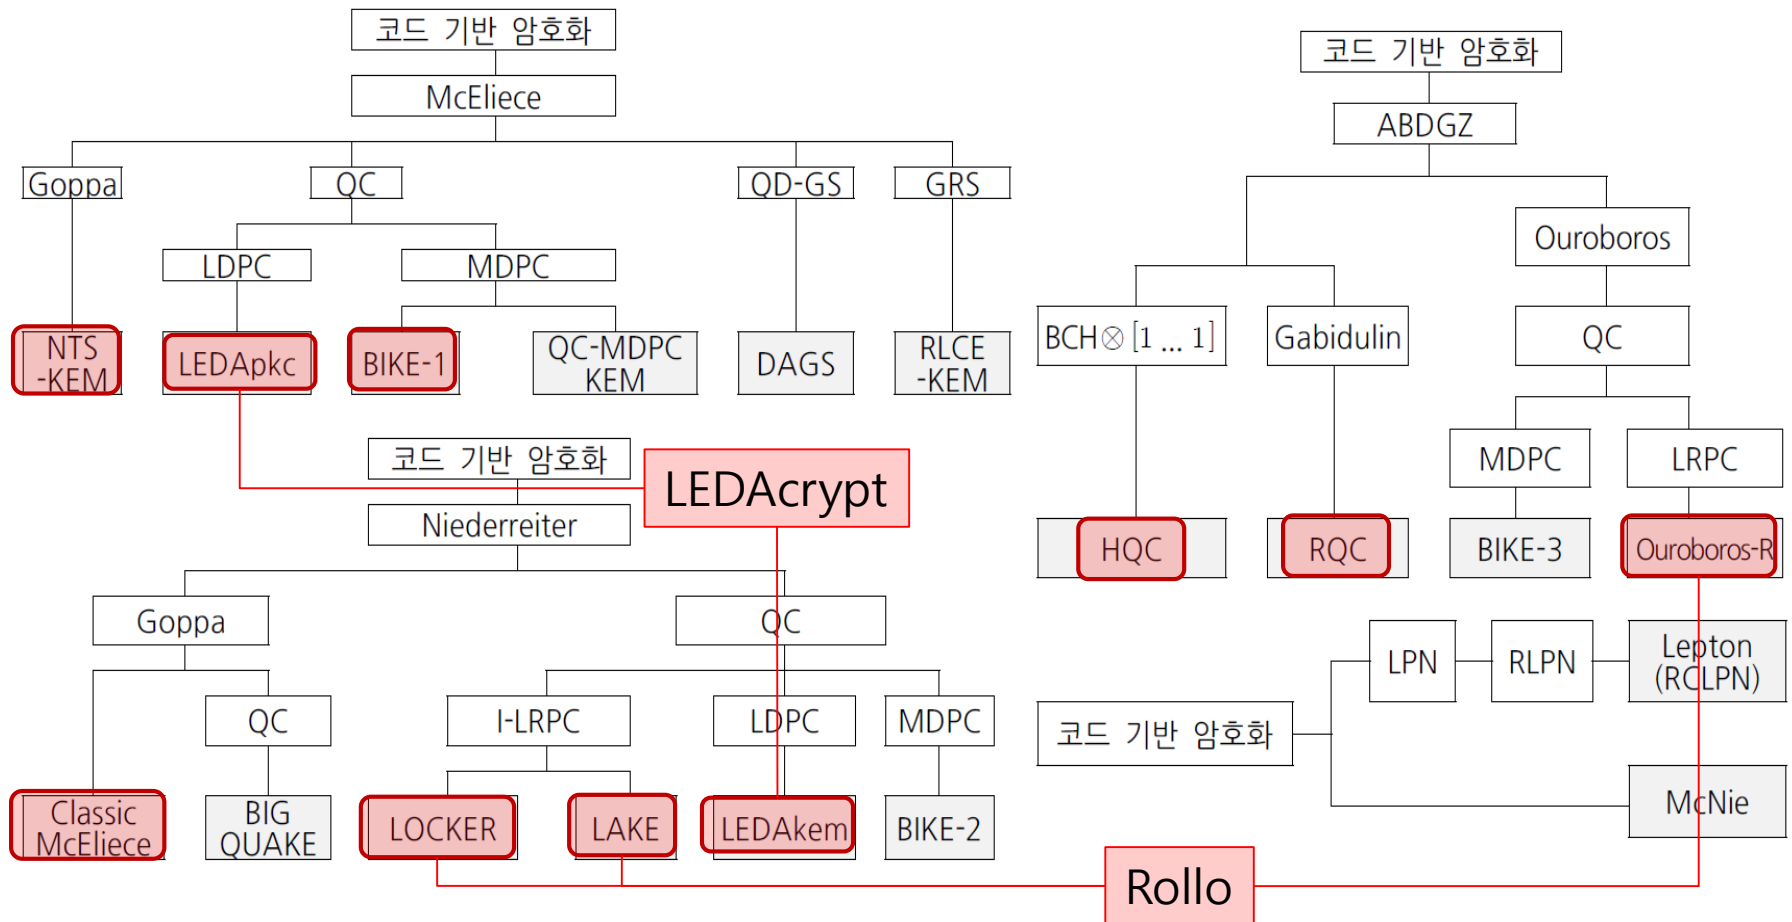 코드 기반 암호화
McEliece
Goppa
QC
QD-GS
GRS
LDPC
MDPC
NTS
-KEM
LEDApkc
BIKE-1
QC-MDPC
KEM
DAGS
RLCE
-KEM
코드 기반 암호화
Niederreiter
LEDAcrypt
Goppa
QC
QC
I-LRPC
LDPC
MDPC
Classic
McEliece
BIG
QUAKE
LOCKER
LAKE
LEDAkem
BIKE-2
코드 기반 암호화
ABDGZ
Ouroboros
BCH⊗[1 ... 1]
Gabidulin
QC
MDPC
LRPC
HQC
RQC
BIKE-3
Ouroboros-R
코드 기반 암호화
LPN
RLPN
Lepton
(RCLPN)
McNie
Rollo